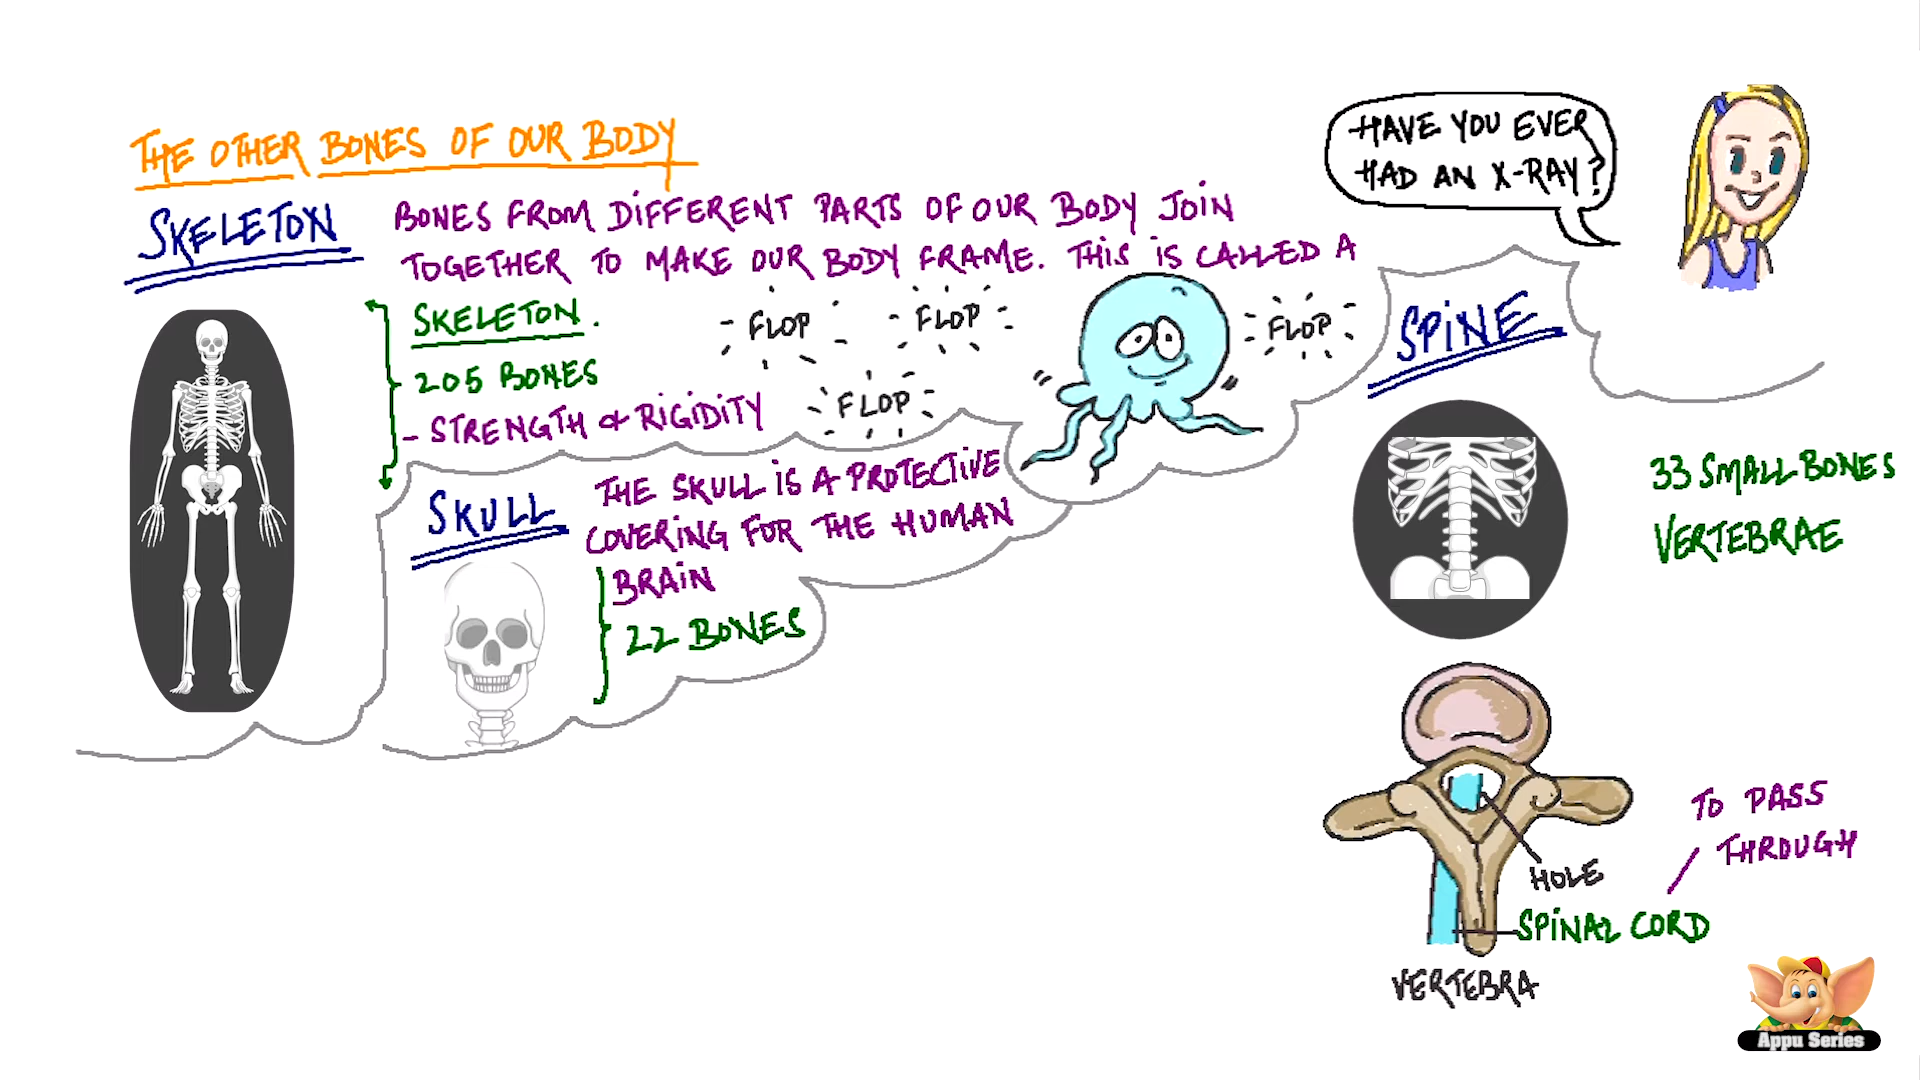 THE OTHER BONES OF OUR BODY
SKELETON
BONES FROM DIFFERENT PARTS OF OUR BODY JOIN
TOGETHER TO MAKE OUR BODY FRAME. THIS IS CALLED A
SKELETON.
205 BONES
- STRENGTH & RIGIDITY
FLOP
FLOP
FLOP
FLOP
SKULL
THE SKULL IS A PROTECTIVE
COVERING FOR THE HUMAN
BRAIN
22 BONES
HAVE YOU EVER
HAD AN X-RAY?
SPINE
33 SMALL BONES
VERTEBRAE
TO PASS
THROUGH
HOLE
SPINAL CORD
VERTEBRA
Appu Series